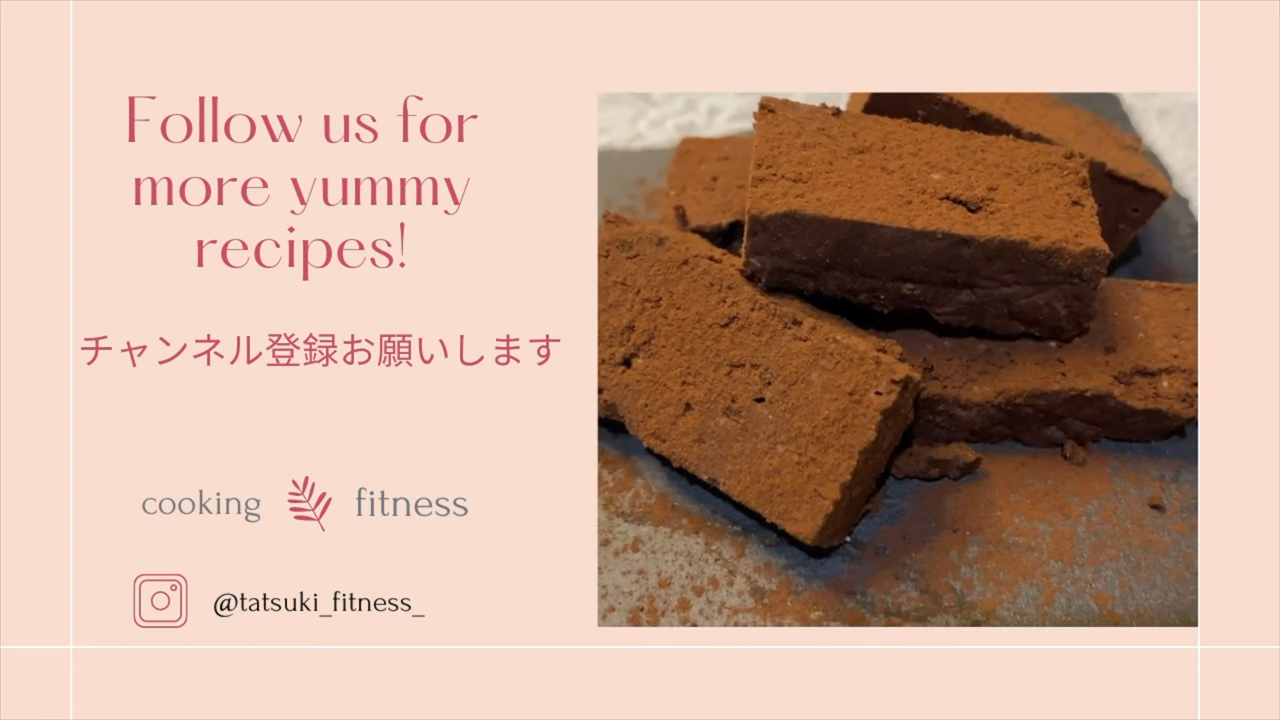 Follow us for
more yummy
recipes!
チャンネル登録お願いします
cooking fitness
@tatsuki_fitness_